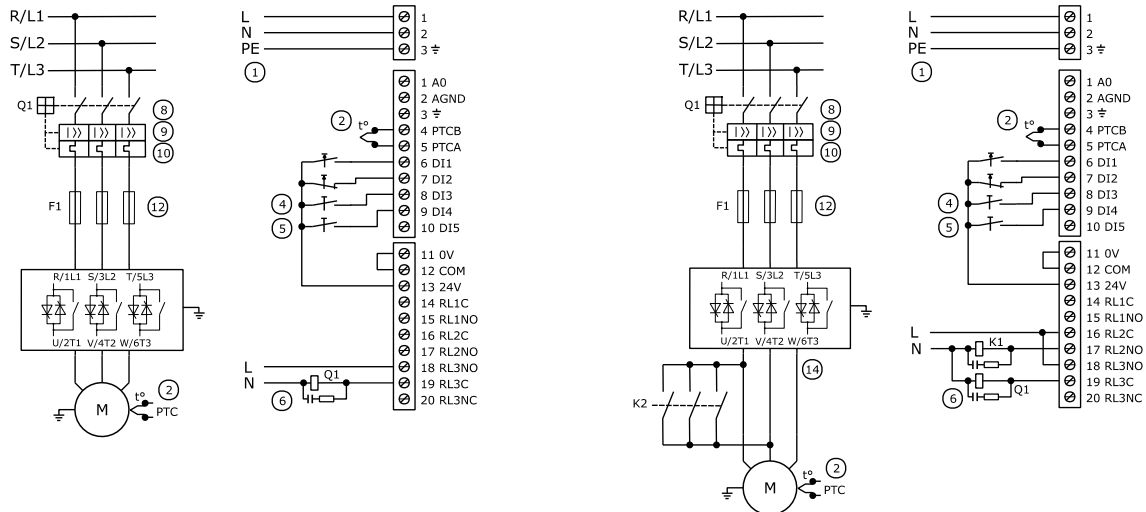 R/L1
S/L2
T/L3
Q1
8
9
10
F1
12
R/1L1 S/3L2 T/5L3
U/2T1 V/4T2 W/6T3
M
2
t°
PTC
L
N
PE
1
1
2
3
1 A0
2 AGND
3
4 PTCB
5 PTCA
6 DI1
7 DI2
8 DI3
9 DI4
10 DI5
2
t°
4
5
11 0V
12 COM
13 24V
14 RL1C
15 RL1NO
16 RL2C
17 RL2NO
18 RL3NO
19 RL3C
20 RL3NC
L
N
Q1
6
R/L1
S/L2
T/L3
Q1
8
9
10
F1
12
R/1L1 S/3L2 T/5L3
U/2T1 V/4T2 W/6T3
14
K2
M
2
t°
PTC
L
N
PE
1
1
2
3
1 A0
2 AGND
3
4 PTCB
5 PTCA
6 DI1
7 DI2
8 DI3
9 DI4
10 DI5
2
t°
4
5
11 0V
12 COM
13 24V
14 RL1C
15 RL1NO
16 RL2C
17 RL2NO
18 RL3NO
19 RL3C
20 RL3NC
L
N
K1
Q1
6